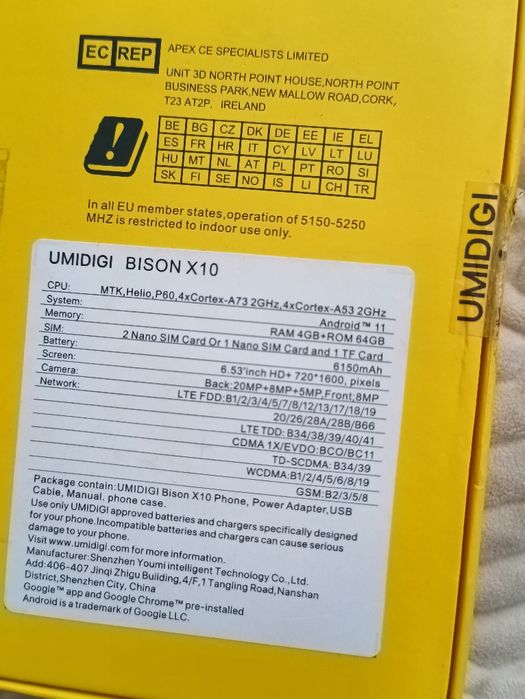 EC REP
APEX CE SPECIALISTS LIMITED
UNIT 3D NORTH POINT HOUSE,NORTH POINT
BUSINESS PARK,NEW MALLOW ROAD,CORK,
T23 AT2P, IRELAND
BE BG CZ DK DE EE IE EL
ES FR HR IT CY LV LT LU
HU MT NL AT PL PT RO SI
SK FI SE NO IS LI CH TR
In all EU member states,operation of 5150-5250
MHZ is restricted to indoor use only.
UMIDIGI
UMIDIGI BISON X10
CPU: MTK,Helio,P60,4xCortex-A73 2GHz,4xCortex-A53 2GHz
System: Android™ 11
Memory: RAM 4GB+ROM 64GB
SIM: 2 Nano SIM Card Or 1 Nano SIM Card and 1 TF Card
Battery: 6150mAh
Screen: 6.53'inch HD+ 720*1600, pixels
Camera: Back:20MP+8MP+5MP,Front;8MP
Network: LTE FDD:B1/2/3/4/5/7/8/12/13/17/18/19
20/26/28A/28B/B66
LTE TDD: B34/38/39/40/41
CDMA 1X/EVDO:BCO/BC11
TD-SCDMA: B34/39
WCDMA:B1/2/4/5/6/8/19
GSM:B2/3/5/8
Package contain:UMIDIGI Bison X10 Phone, Power Adapter,USB
Cable, Manual, phone case.
Use only UMIDIGI approved batteries and chargers specifically designed
for your phone.Incompatible batteries and chargers can cause serious
damage to your phone.
Visit www.umidigi.com for more information.
Manufacturer:Shenzhen Youmi intelligent Technology Co.,Ltd.
Add:406-407 Jinqi Zhigu Building,4/F,1 Tangling Road,Nanshan
District,Shenzhen City, China
Google™ app and Google Chrome™ pre-installed
Android is a trademark of Google LLC.